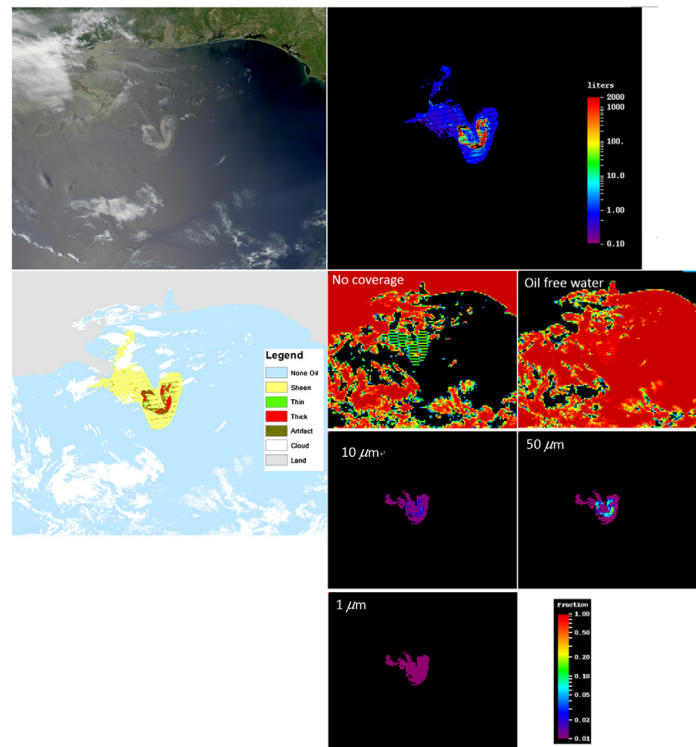 liters
2000
1000
100.
10.0
1.00
0.10
No coverage
Oil free water
Legend
None Oil
Sheen
Thin
Thick
Artifact
Cloud
Land
10 μm↵
50 μm
1 μm
Fraction
1.00
0.50
0.20
0.10
0.05
0.02
0.01